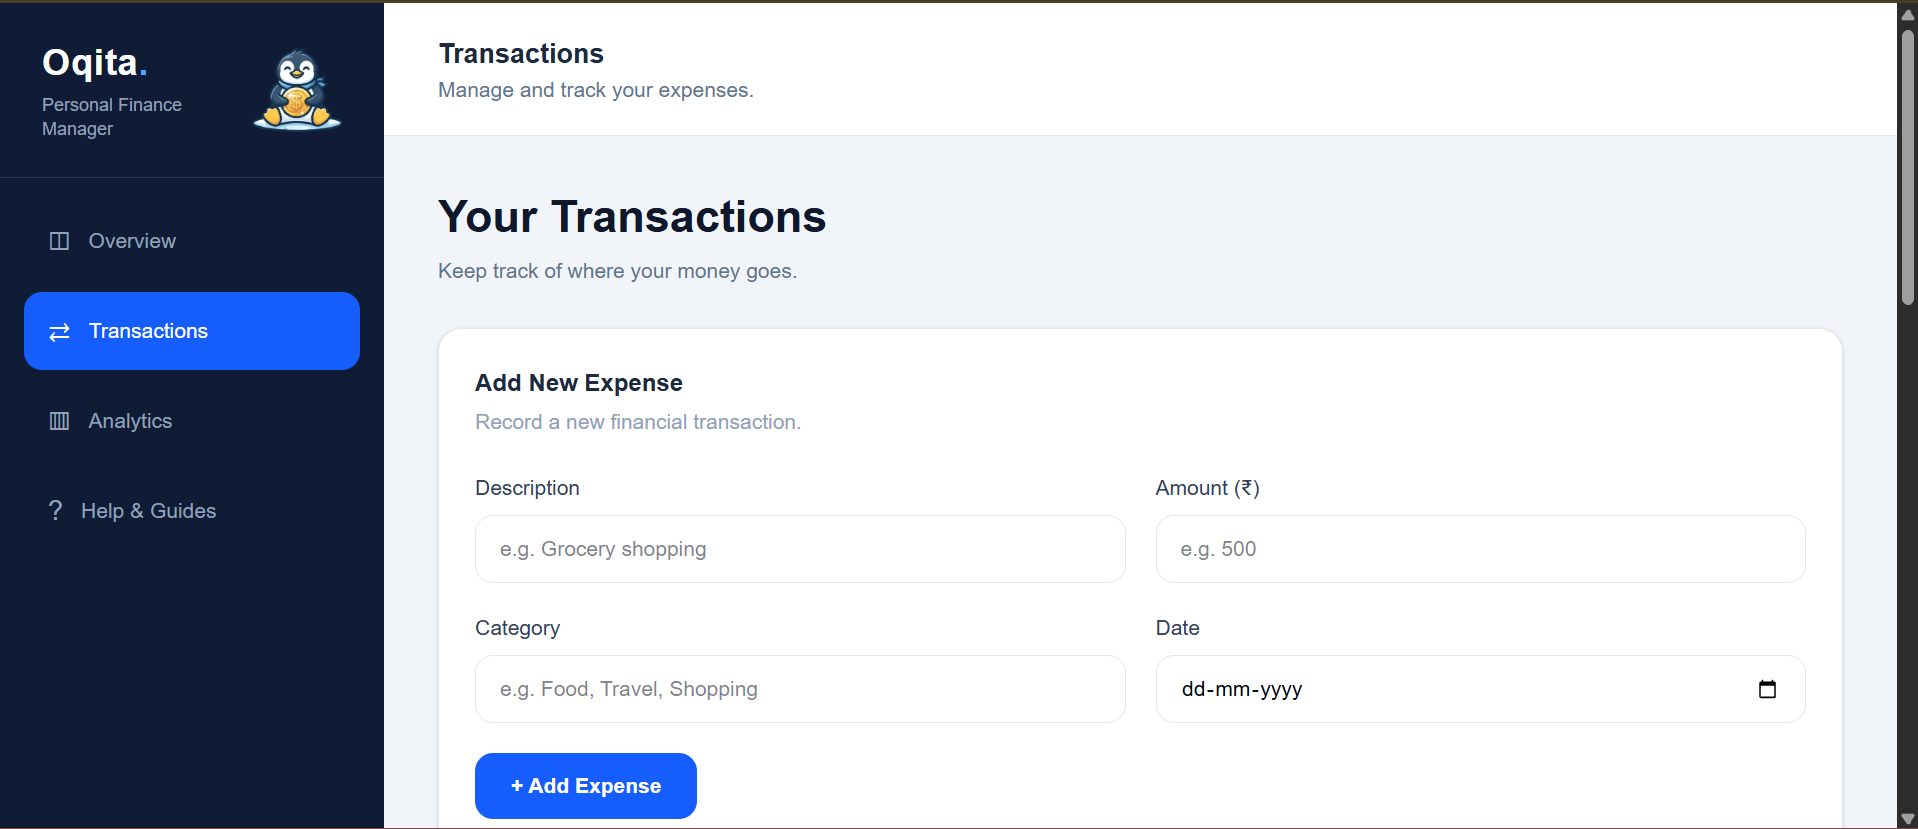 Oqita.
Personal Finance
Manager
Overview
Transactions
Analytics
? Help & Guides
Transactions
Manage and track your expenses.
Your Transactions
Keep track of where your money goes.
Add New Expense
Record a new financial transaction.
Description
Amount (₹)
e.g. Grocery shopping
e.g. 500
Category
Date
e.g. Food, Travel, Shopping
dd-mm-yyyy
+ Add Expense